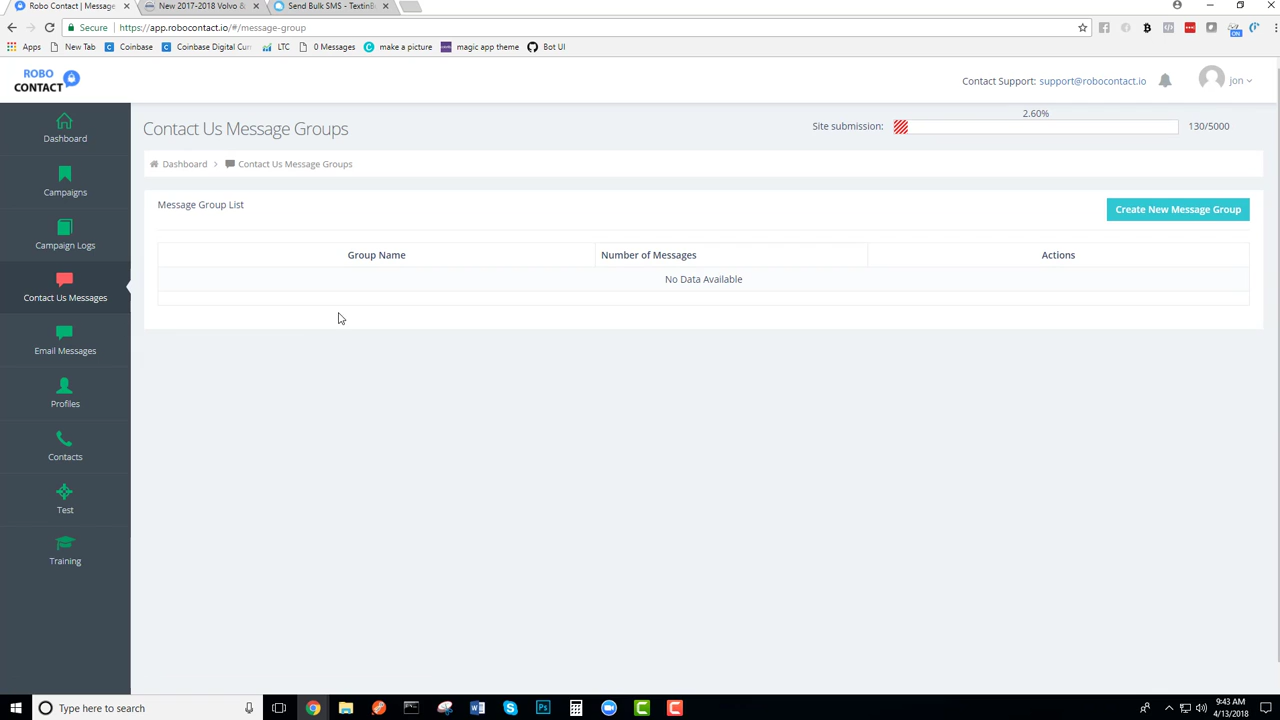 Robo Contact | Message
New 2017-2018 Volvo &
Send Bulk SMS - TextinB
Secure https://app.robocontact.io/#/message-group
Apps New Tab Coinbase Coinbase Digital Curr LTC 0 Messages make a picture magic app theme Bot UI
ON
ROBO
CONTACT
Contact Support: support@robocontact.io jon
Dashboard
Campaigns
Campaign Logs
Contact Us Messages
Email Messages
Profiles
Contacts
Test
Training
Contact Us Message Groups
2.60%
Site submission: 130/5000
Dashboard > Contact Us Message Groups
Message Group List
Create New Message Group
Group Name Number of Messages Actions
No Data Available
Type here to search
9:43 AM
4/13/2018